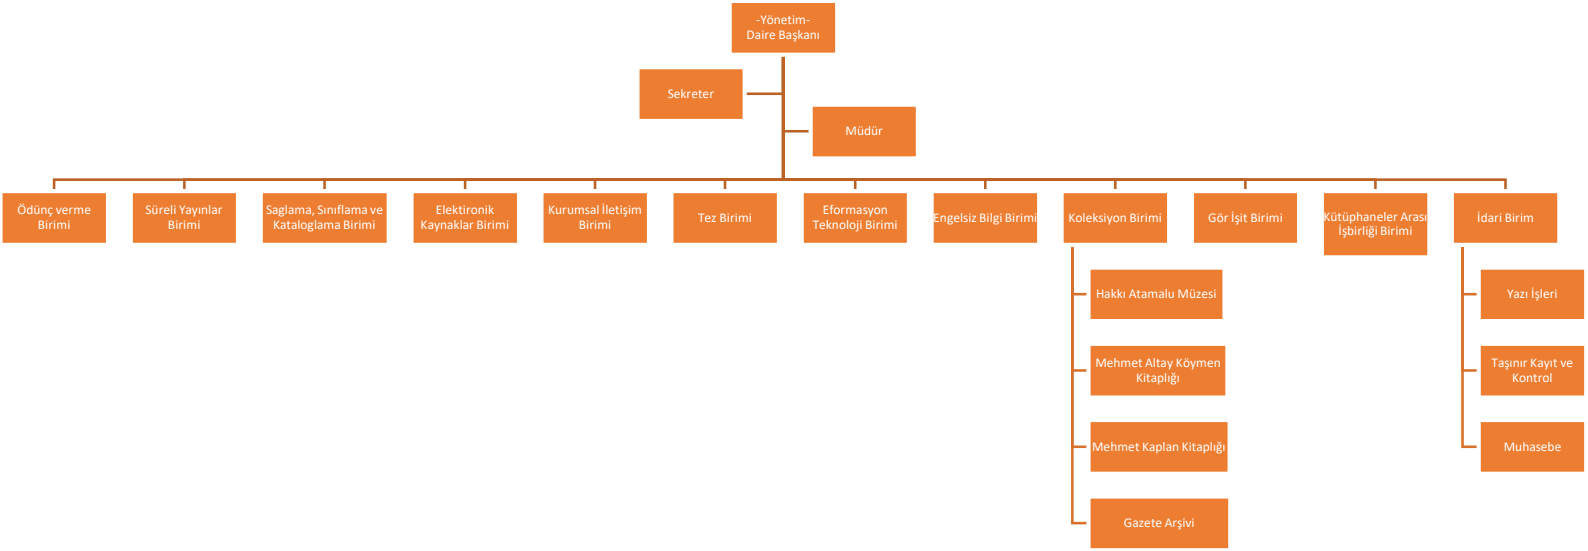 -Yönetim-
Daire Başkanı
Sekreter
Müdür
Ödünç verme
Birimi
Süreli Yayınlar
Birimi
Saglama, Sınıflama ve
Kataloglama Birimi
Elektironik
Kaynaklar Birimi
Kurumsal İletişim
Birimi
Tez Birimi
Eformasyon
Teknoloji Birimi
Engelsiz Bilgi Birimi
Koleksiyon Birimi
Gör İşit Birimi
Kütüphaneler Arası
İşbirliği Birimi
İdari Birim
Hakkı Atamalu Müzesi
Mehmet Altay Köymen
Kitaplığı
Mehmet Kaplan Kitaplığı
Gazete Arşivi
Yazı İşleri
Taşınır Kayıt ve
Kontrol
Muhasebe